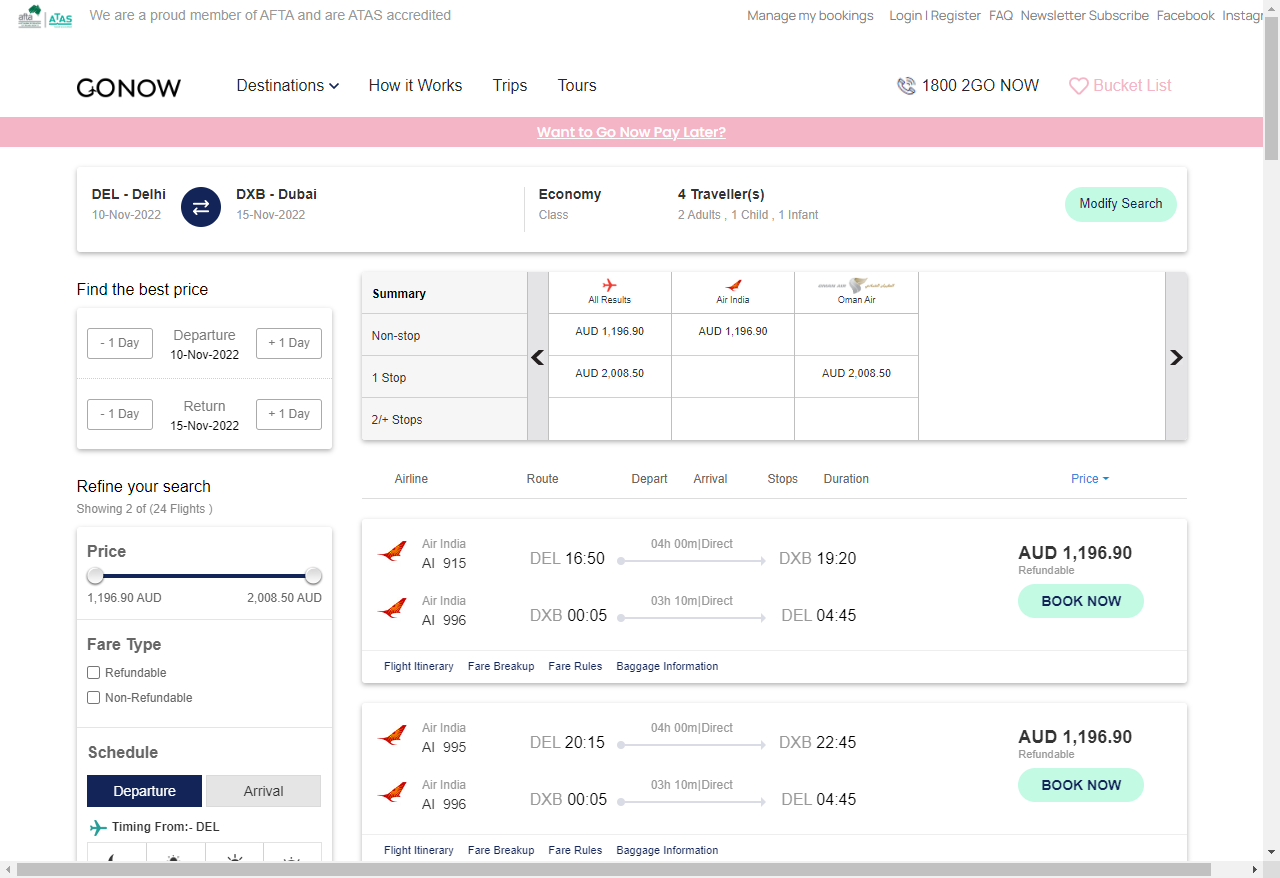 afta ATAS We are a proud member of AFTA and are ATAS accredited Manage my bookings Login | Register FAQ Newsletter Subscribe Facebook
GONOW Destinations How it Works Trips Tours 1800 2GO NOW Bucket List
Want to Go Now Pay Later?
DEL - Delhi DXB - Dubai Economy 4 Traveller(s) Modify Search
10-Nov-2022 15-Nov-2022 Class 2 Adults , 1 Child , 1 Infant
Find the best price
- 1 Day Departure + 1 Day
10-Nov-2022
- 1 Day Return + 1 Day
15-Nov-2022
Summary All Results Air India Oman Air
Non-stop AUD 1,196.90 AUD 1,196.90
1 Stop AUD 2,008.50 AUD 2,008.50
2/+ Stops
Refine your search
Showing 2 of (24 Flights )
Price
1,196.90 AUD 2,008.50 AUD
Fare Type
Refundable
Non-Refundable
Schedule
Departure Arrival
Timing From:- DEL
Airline Route Depart Arrival Stops Duration Price
Air India 04h 00m|Direct
AI 915 DEL 16:50 DXB 19:20 AUD 1,196.90
Refundable
Air India 03h 10m|Direct BOOK NOW
AI 996 DXB 00:05 DEL 04:45
Flight Itinerary Fare Breakup Fare Rules Baggage Information
Air India 04h 00m|Direct
AI 995 DEL 20:15 DXB 22:45 AUD 1,196.90
Refundable
Air India 03h 10m|Direct BOOK NOW
AI 996 DXB 00:05 DEL 04:45
Flight Itinerary Fare Breakup Fare Rules Baggage Information